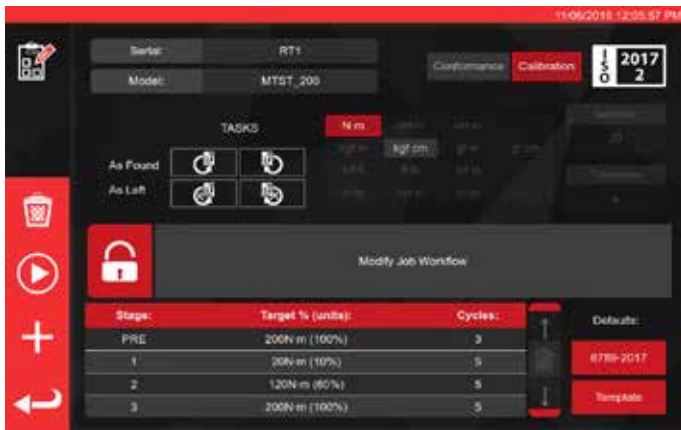 11/06/2018 12:05:57 PM
Serial: RT1
Model: MTST_200
Conformance Calibration
ISO 2017 2
TASKS
N·m
kgf·cm
As Found
As Left
Modify Job Workflow
Stage: Target % (units): Cycles:
Defaults:
PRE 200N·m (100%) 3
1 20N·m (10%) 5
6789-2017
2 120N·m (60%) 5
3 200N·m (100%) 5
Template